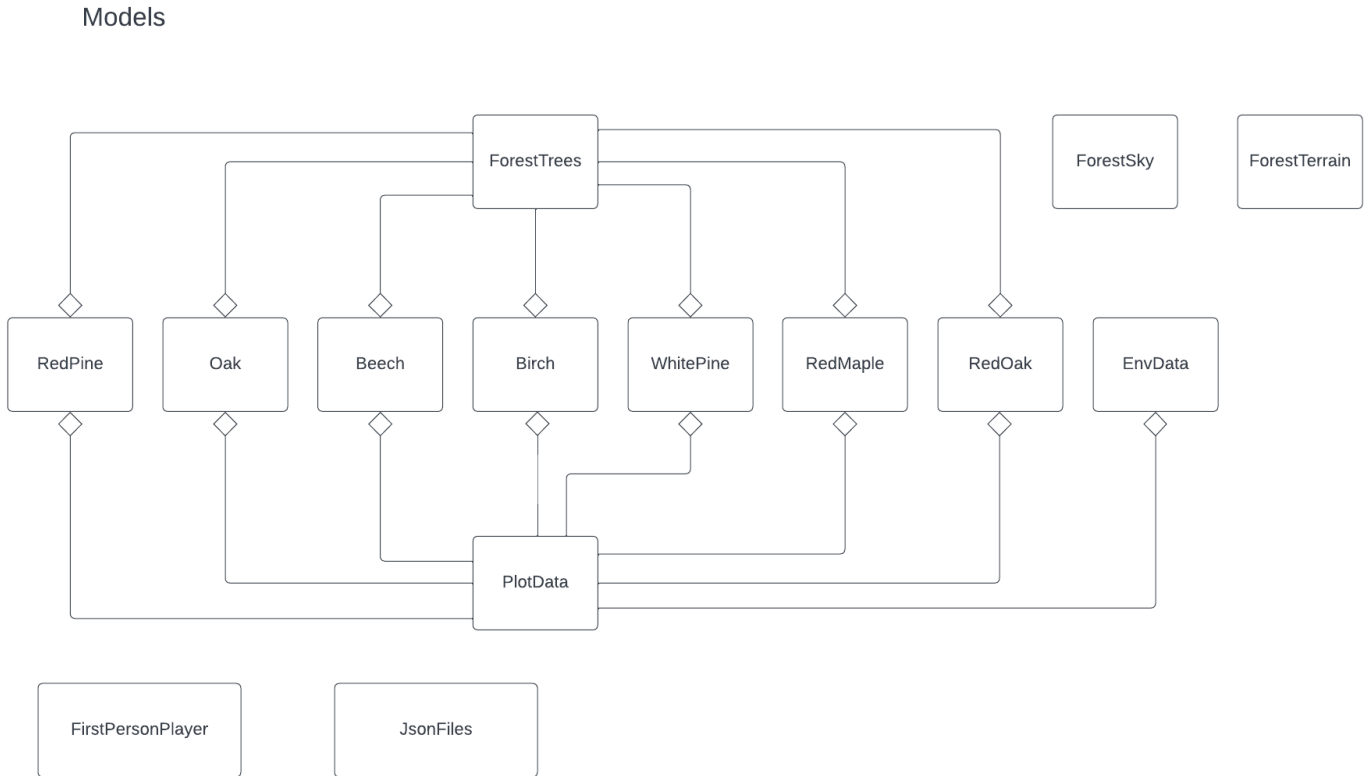 Models
ForestTrees
ForestSky
ForestTerrain
RedPine
Oak
Beech
Birch
WhitePine
RedMaple
RedOak
EnvData
PlotData
FirstPersonPlayer
JsonFiles